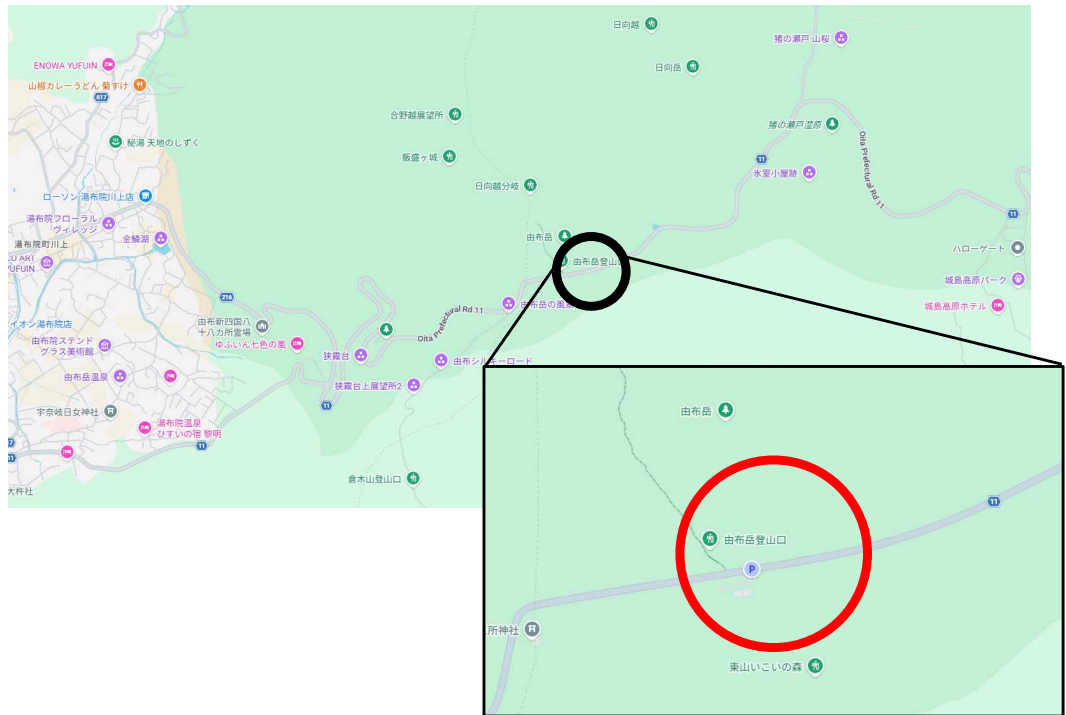 日向越
猪の瀬戸 山桜
ENOWA YUFUIN
日向岳
山椒カレーうどん 菊すけ
617
合野越展望所
猪の瀬戸湿原
秘湯 天地のしずく
飯盛ヶ城
11
Oita Prefectural Rd 11
氷室小屋跡
日向越分岐
ローソン 湯布院川上店
湯布院フローラル
ヴィレッジ
金鱗湖
湯布院町川上
11
由布岳
ハローゲート
ART
YUFUIN
由布岳登山口
城島高原パーク
216
由布岳の風
城島高原ホテル
Oita Prefectural Rd 11
イオン湯布院店
由布新四国八
十八カ所霊場
ゆふいん七色の風
由布院ステンド
グラス美術館
狭霧台
由布シルキーロード
由布岳温泉
狭霧台上展望所2
11
宇奈岐日女神社
湯布院温泉
ひすいの宿 黎明
11
11
大杵社
倉木山登山口
由布岳
11
由布岳登山口
P
所神社
東山いこいの森